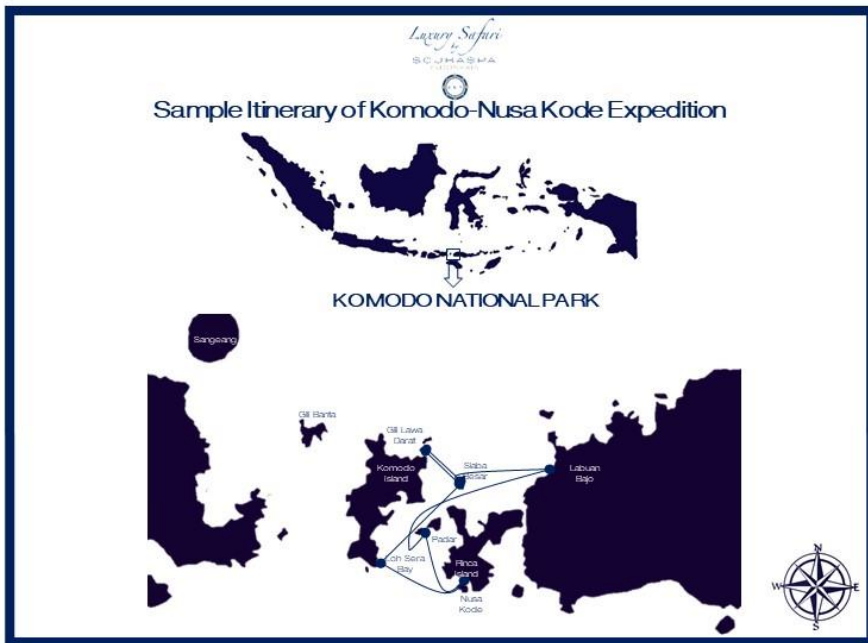 Luxury Safari
by
Sample Itinerary of Komodo-Nusa Kode Expedition
KOMODO NATIONAL PARK
Sangeang
Gili Banta
Gili Lawa
Darat
Komodo
Island
Siaba
Besar
Labuan
Bajo
Padar
Loh Sera
Bay
Rinca
Island
Nusa
Kode
N
W
E
S